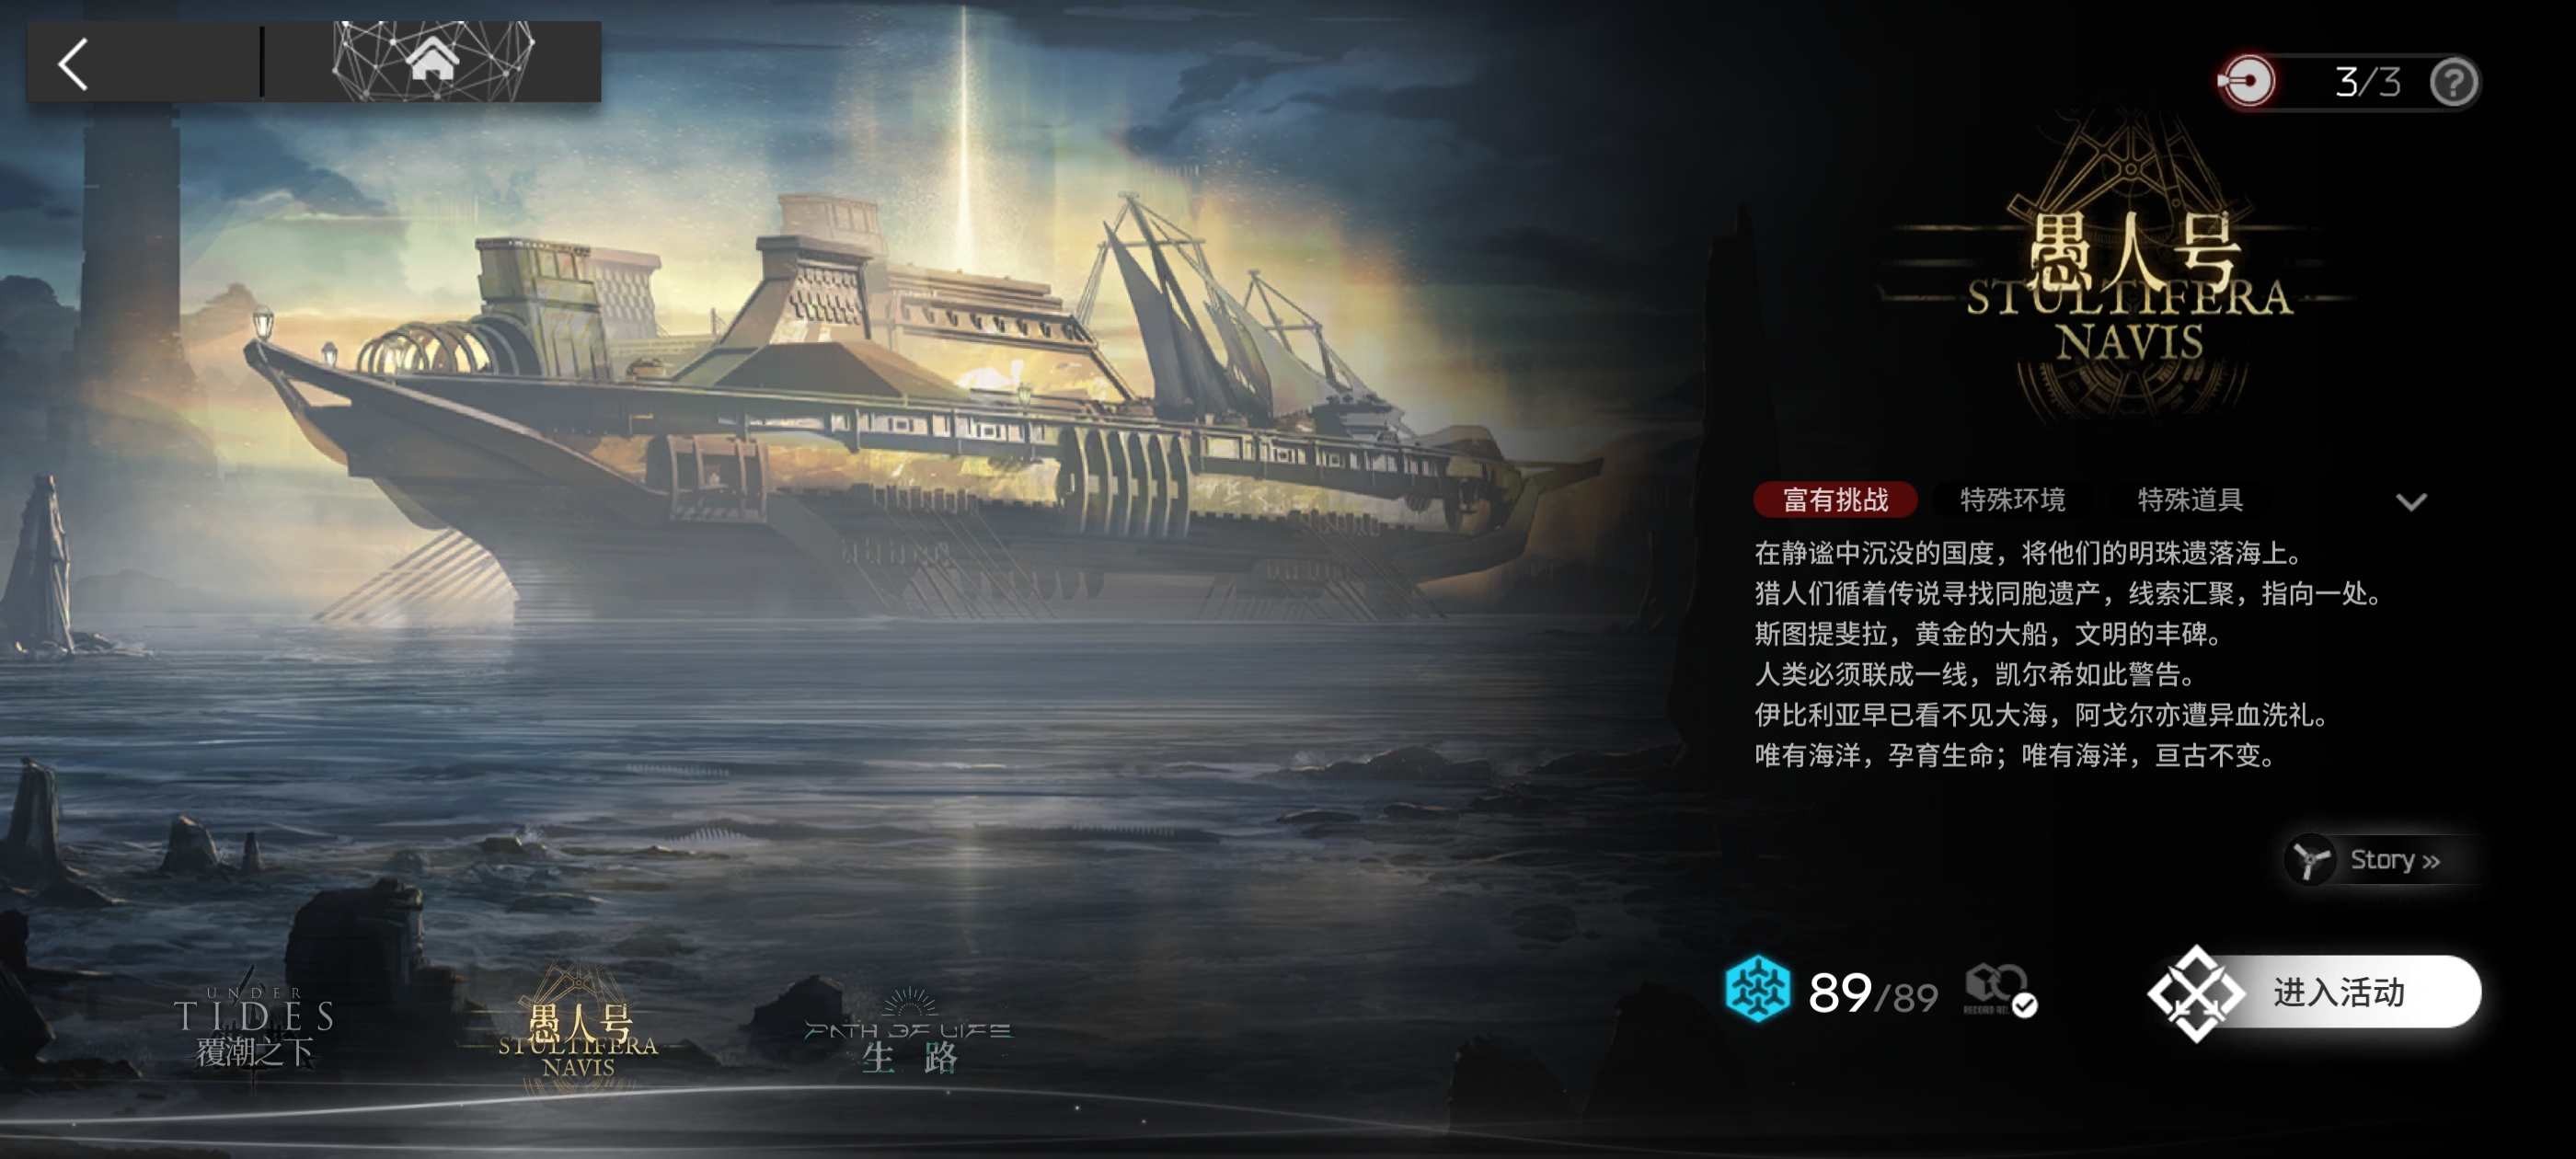 3/3
愚人号
STULTIFERA
NAVIS
富有挑战 特殊环境 特殊道具
在静谧中沉没的国度，将他们的明珠遗落海上。
猎人们循着传说寻找同胞遗产，线索汇聚，指向一处。
斯图提斐拉，黄金的大船，文明的丰碑。
人类必须联成一线，凯尔希如此警告。
伊比利亚早已看不见大海，阿戈尔亦遭异血洗礼。
唯有海洋，孕育生命；唯有海洋，亘古不变。
Story »
89/89
进入活动
UNDER
TIDES
覆潮之下
愚人号
STULTIFERA
NAVIS
PATH OF LIFE
生路